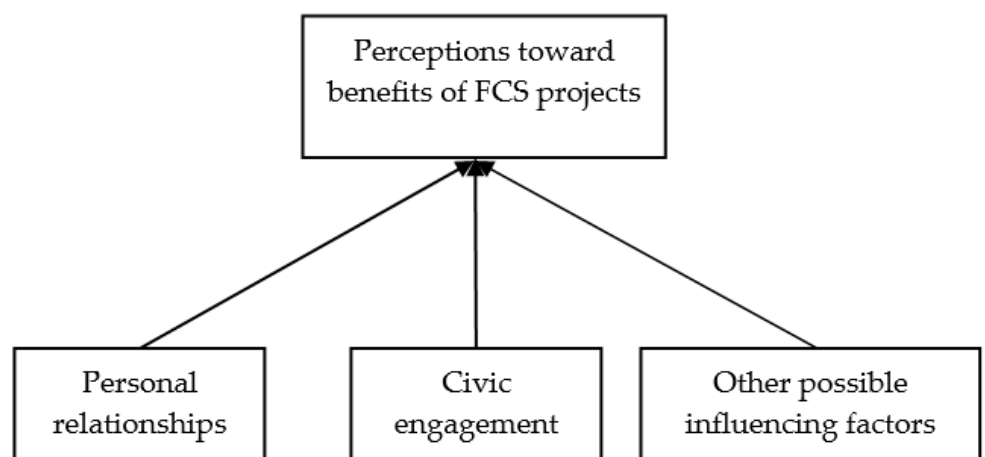 Perceptions toward
benefits of FCS projects
Personal
relationships
Civic
engagement
Other possible
influencing factors